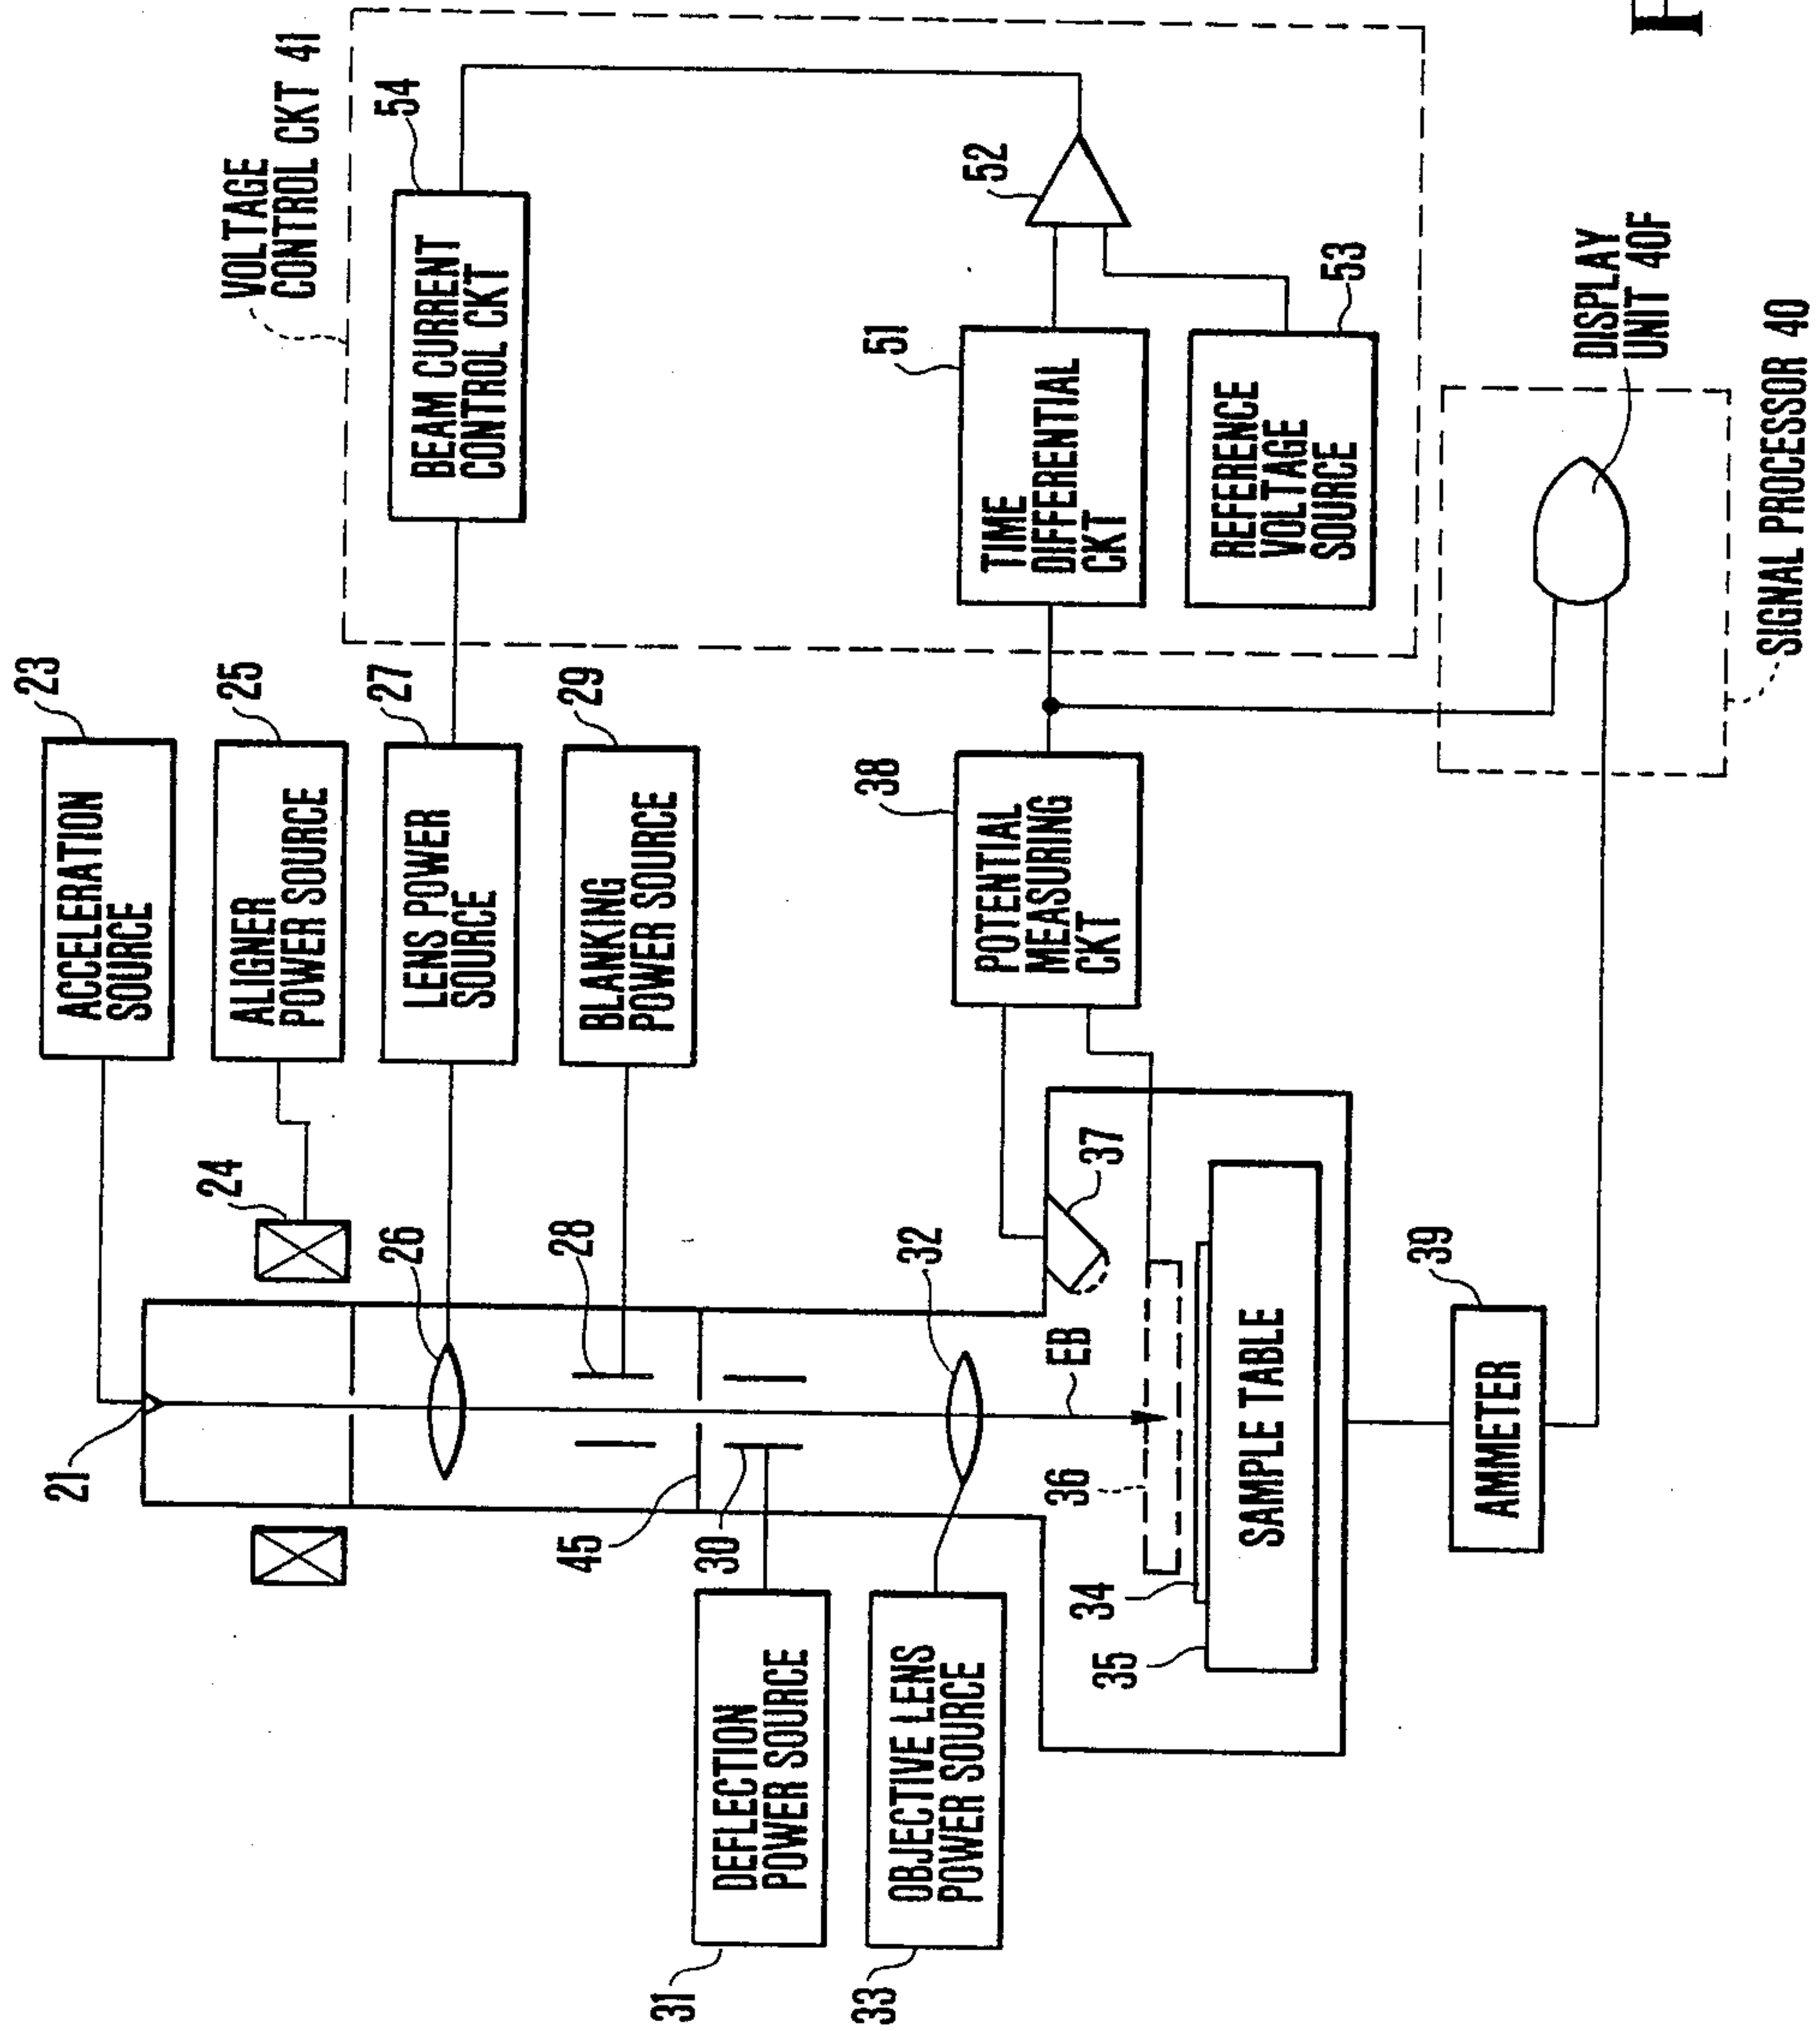 VOLTAGE
CONTROL CKT 41
54
BEAM CURRENT
CONTROL CKT
52
51
TIME
DIFFERENTIAL
CKT
53
REFERENCE
VOLTAGE
SOURCE
DISPLAY
UNIT 40F
SIGNAL PROCESSOR 40
23
ACCELERATION
SOURCE
25
ALIGNER
POWER SOURCE
27
LENS POWER
SOURCE
29
BLANKING
POWER SOURCE
38
POTENTIAL
MEASURING
CKT
24
26
28
32
37
EB
39
AMMETER
21
45
30
36
34
35
SAMPLE TABLE
DEFLECTION
POWER SOURCE
31
OBJECTIVE LENS
POWER SOURCE
33